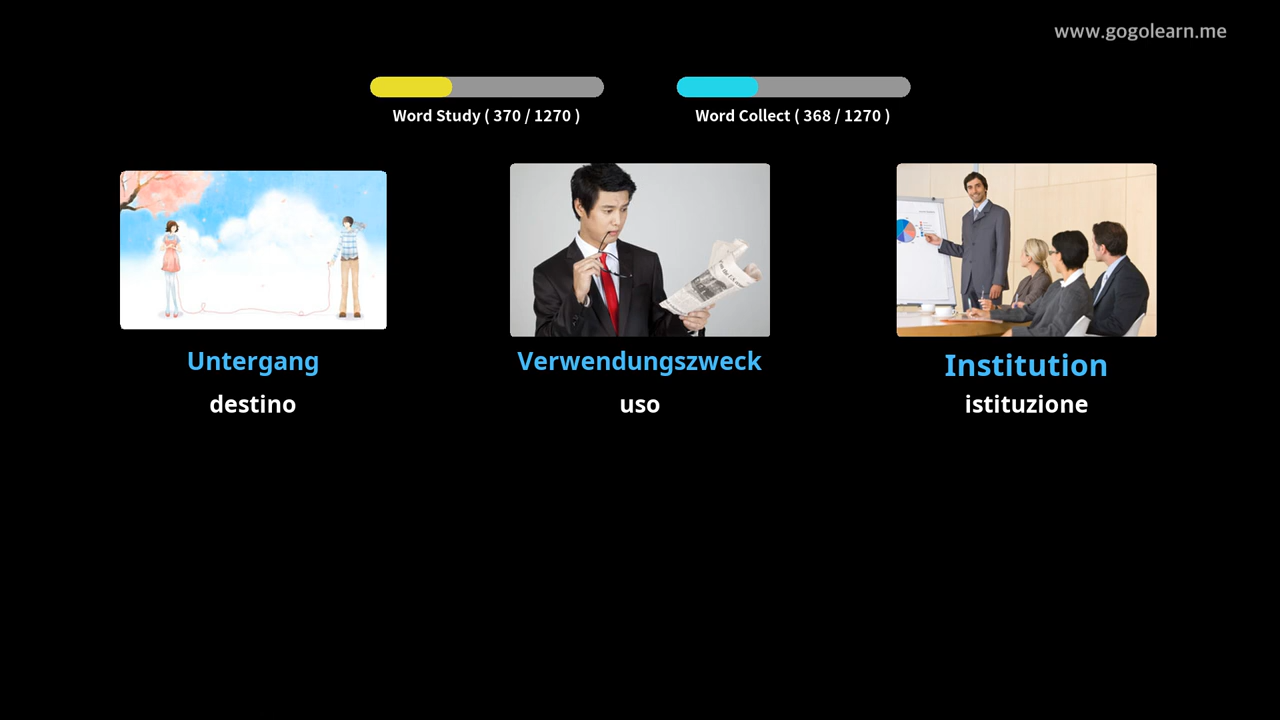 www.gogolearn.me
Word Study ( 370 / 1270 )
Word Collect ( 368 / 1270 )
Untergang
destino
Verwendungszweck
uso
Institution
istituzione